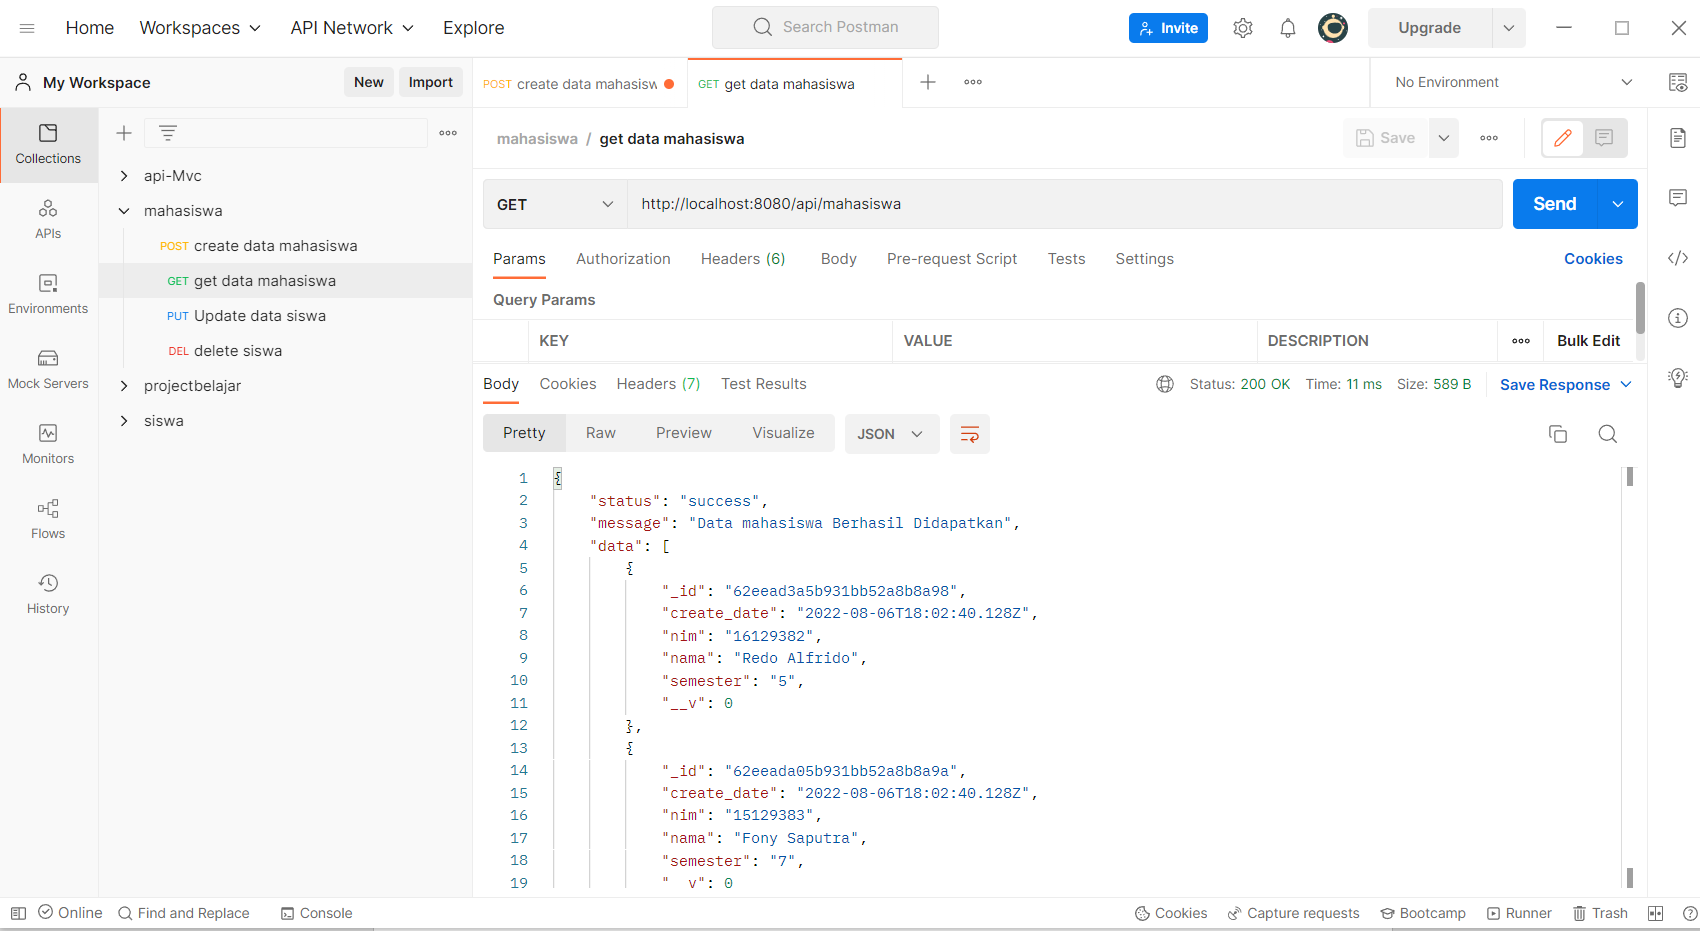 Home Workspaces API Network Explore Search Postman Invite Upgrade
My Workspace New Import
POST create data mahasisw GET get data mahasiswa No Environment
Collections
APIs
Environments
Mock Servers
Monitors
Flows
History
api-Mvc
mahasiswa
POST create data mahasiswa
GET get data mahasiswa
PUT Update data siswa
DEL delete siswa
projectbelajar
siswa
mahasiswa / get data mahasiswa Save
GET http://localhost:8080/api/mahasiswa Send
Params Authorization Headers (6) Body Pre-request Script Tests Settings Cookies
Query Params
KEY VALUE DESCRIPTION Bulk Edit
Body Cookies Headers (7) Test Results Status: 200 OK Time: 11 ms Size: 589 B Save Response
Pretty Raw Preview Visualize JSON
1 {
2 "status": "success",
3 "message": "Data mahasiswa Berhasil Didapatkan",
4 "data": [
5 {
6 "_id": "62eead3a5b931bb52a8b8a98",
7 "create_date": "2022-08-06T18:02:40.128Z",
8 "nim": "16129382",
9 "nama": "Redo Alfrido",
10 "semester": "5",
11 "__v": 0
12 },
13 {
14 "_id": "62eeada05b931bb52a8b8a9a",
15 "create_date": "2022-08-06T18:02:40.128Z",
16 "nim": "15129383",
17 "nama": "Fony Saputra",
18 "semester": "7",
19 "__v": 0
Online Find and Replace Console Cookies Capture requests Bootcamp Runner Trash